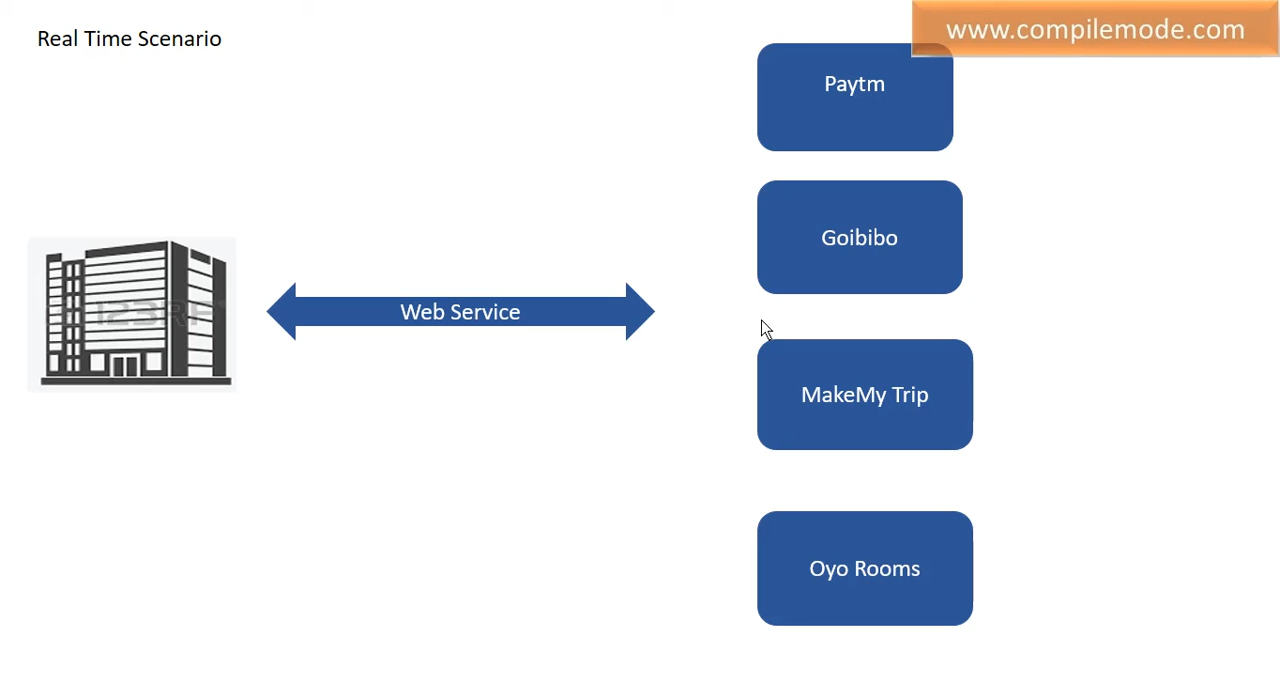 Real Time Scenario
www.compilemode.com
Paytm
Goibibo
Web Service
MakeMy Trip
Oyo Rooms